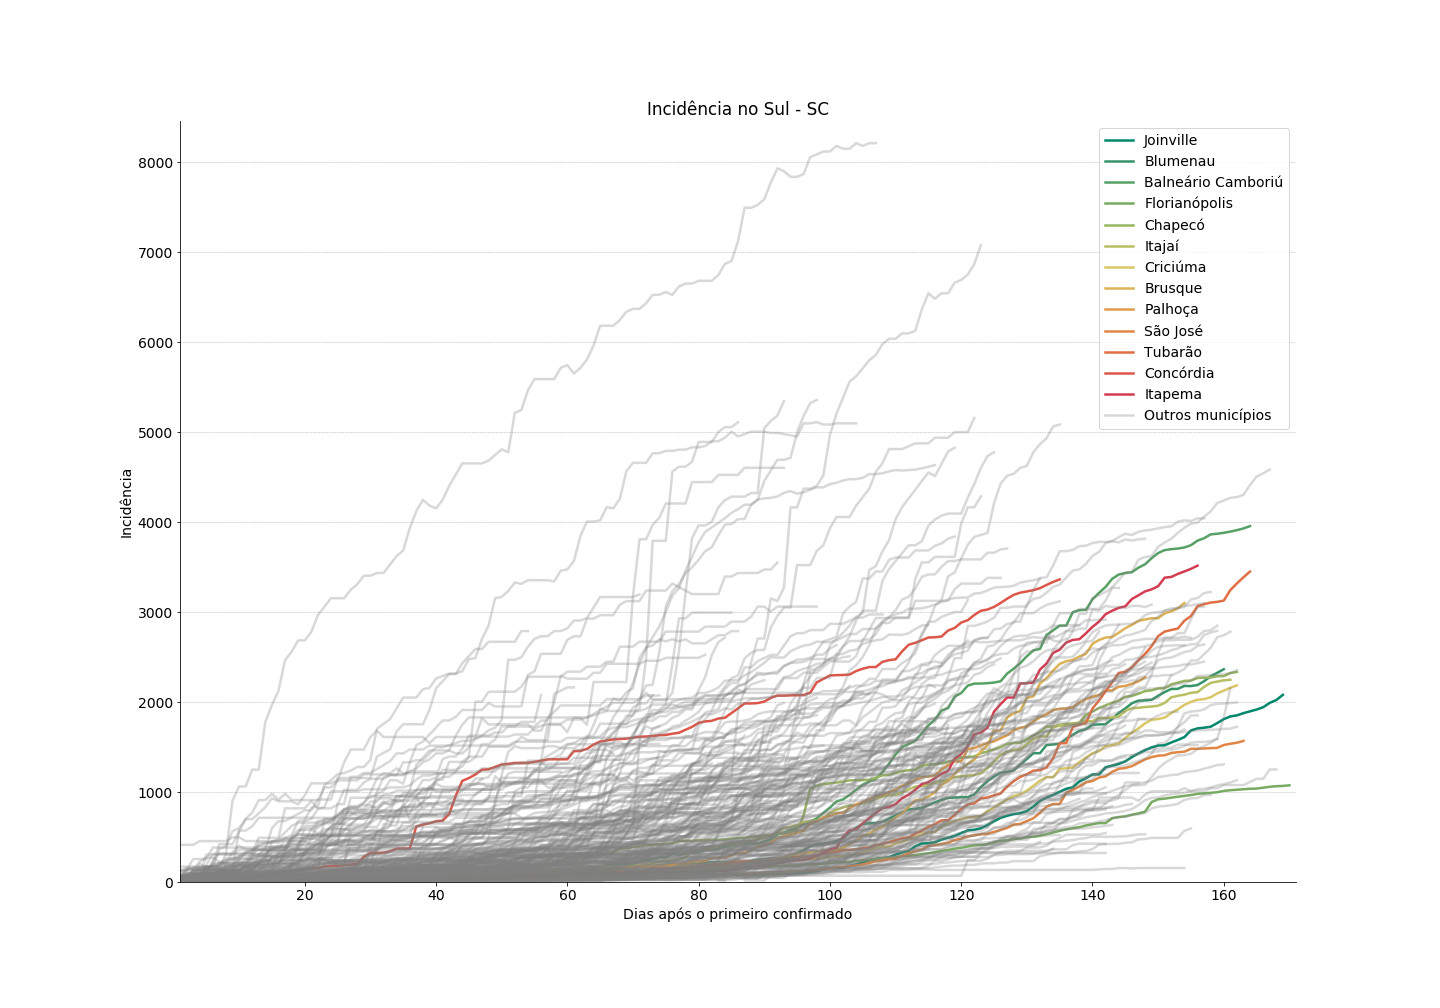 Incidência no Sul - SC
Joinville
Blumenau
Balneário Camboriú
Florianópolis
Chapecó
Itajaí
Criciúma
Brusque
Palhoça
São José
Tubarão
Concórdia
Itapema
Outros municípios
Incidência
8000
7000
6000
5000
4000
3000
2000
1000
0
20 40 60 80 100 120 140 160
Dias após o primeiro confirmado